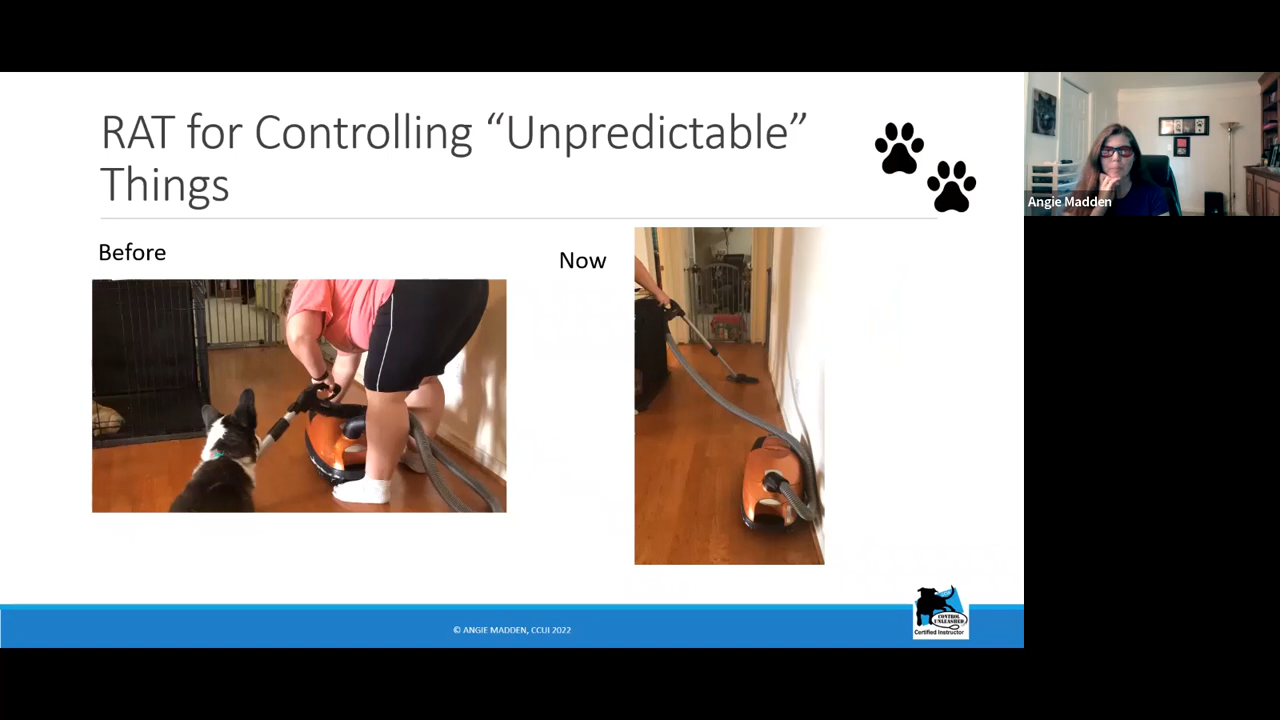 RAT for Controlling “Unpredictable”
Things
Before
Now
Angie Madden
© ANGIE MADDEN, CCUI 2022
CONTROL
UNLEASHED
Certified Instructor